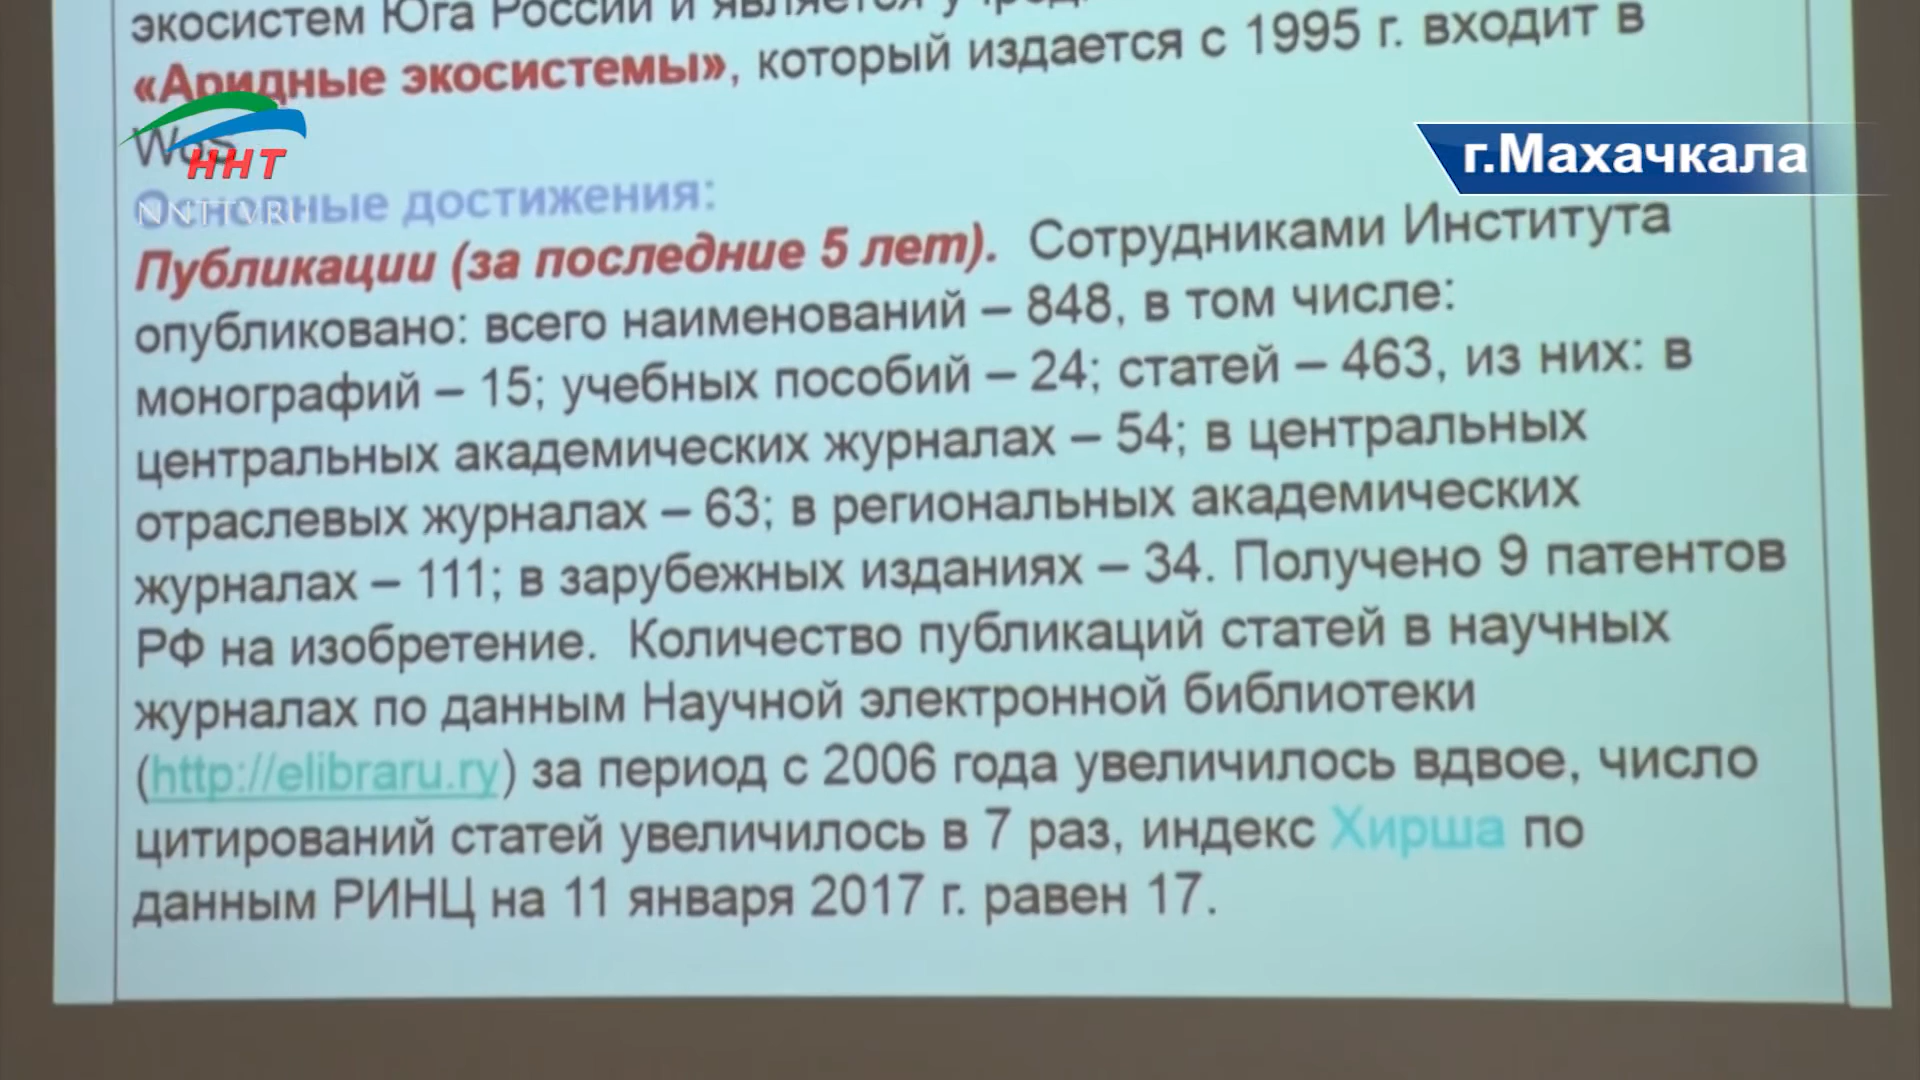 экосистем Юга России и является
«Аридные экосистемы», который издается с 1995 г. входит в
WoS
ННТ
NNTTV.RU
г.Махачкала
Основные достижения:
Публикации (за последние 5 лет). Сотрудниками Института
опубликовано: всего наименований – 848, в том числе:
монографий – 15; учебных пособий – 24; статей – 463, из них: в
центральных академических журналах – 54; в центральных
отраслевых журналах – 63; в региональных академических
журналах – 111; в зарубежных изданиях – 34. Получено 9 патентов
РФ на изобретение. Количество публикаций статей в научных
журналах по данным Научной электронной библиотеки
(http://elibraru.ry) за период с 2006 года увеличилось вдвое, число
цитирований статей увеличилось в 7 раз, индекс Хирша по
данным РИНЦ на 11 января 2017 г. равен 17.